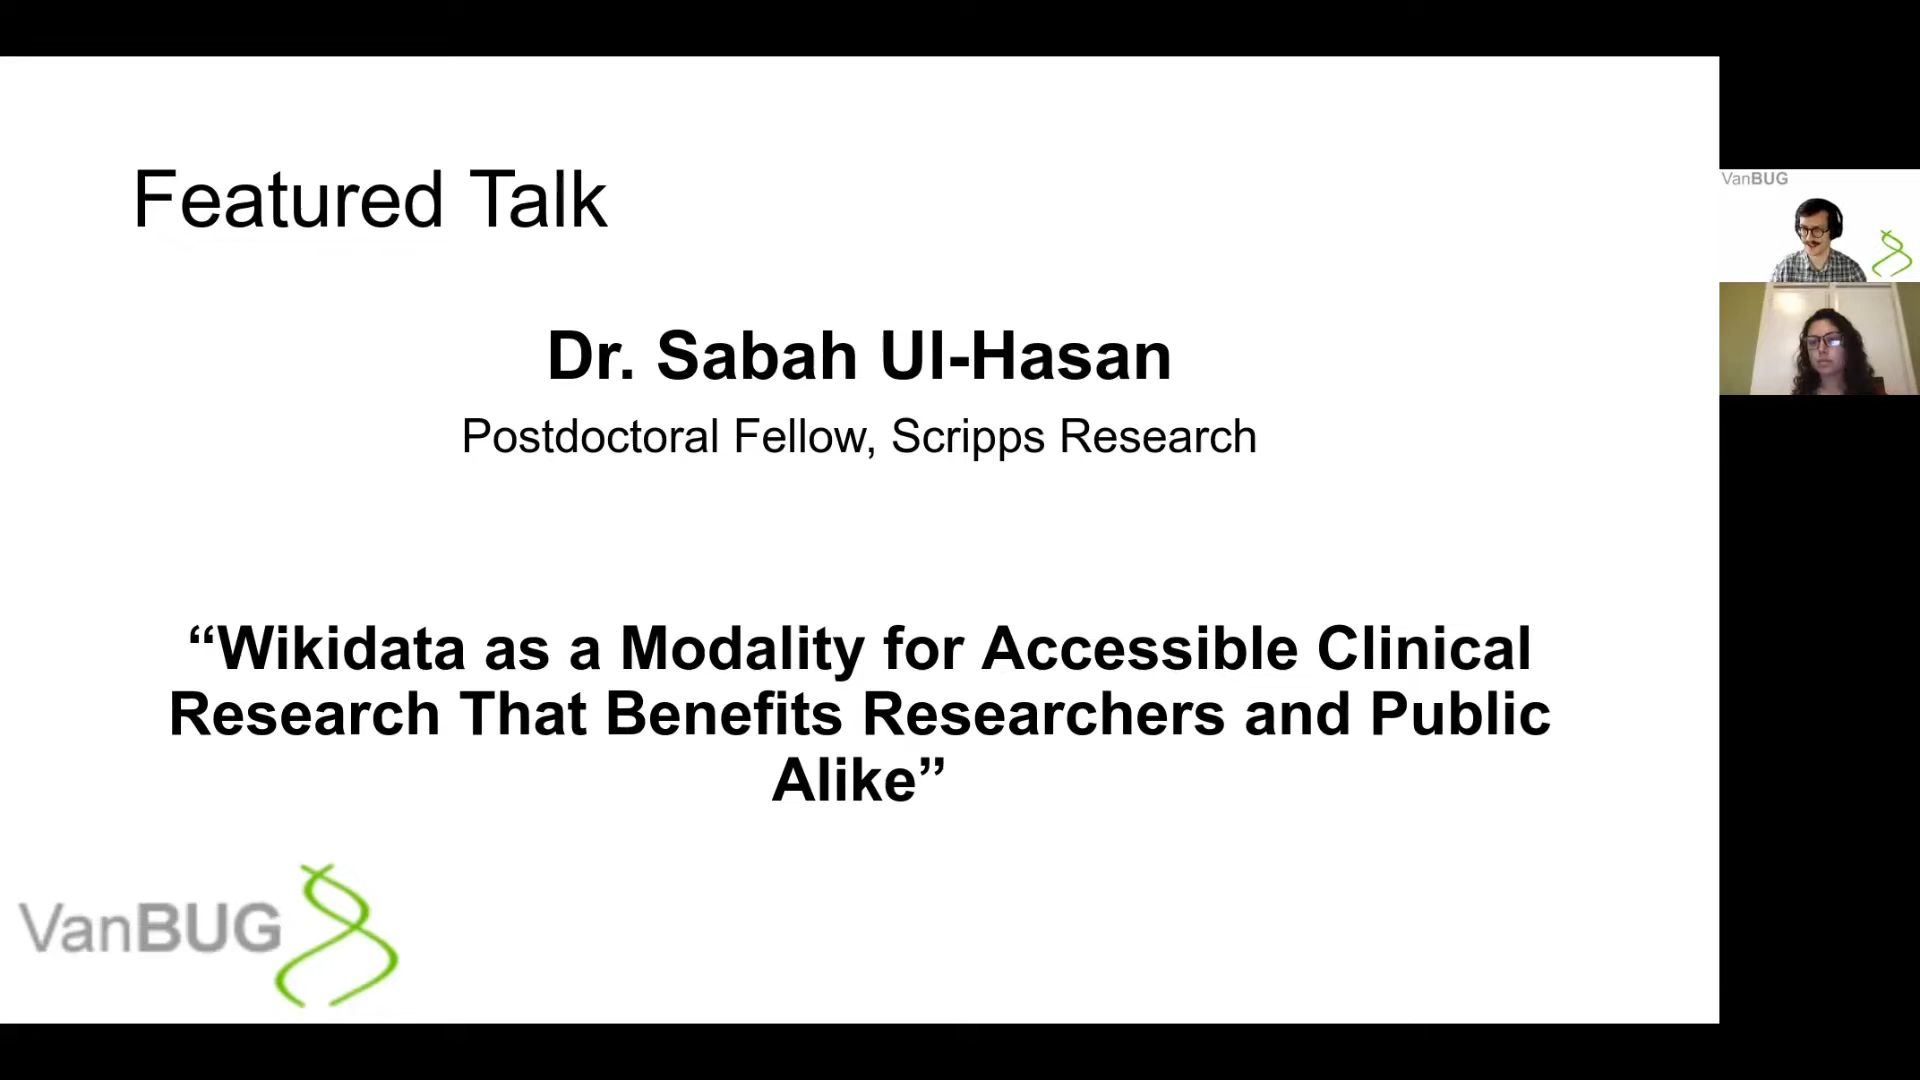 Featured Talk
Dr. Sabah Ul-Hasan
Postdoctoral Fellow, Scripps Research
“Wikidata as a Modality for Accessible Clinical
Research That Benefits Researchers and Public
Alike”
VanBUG
VanBUG